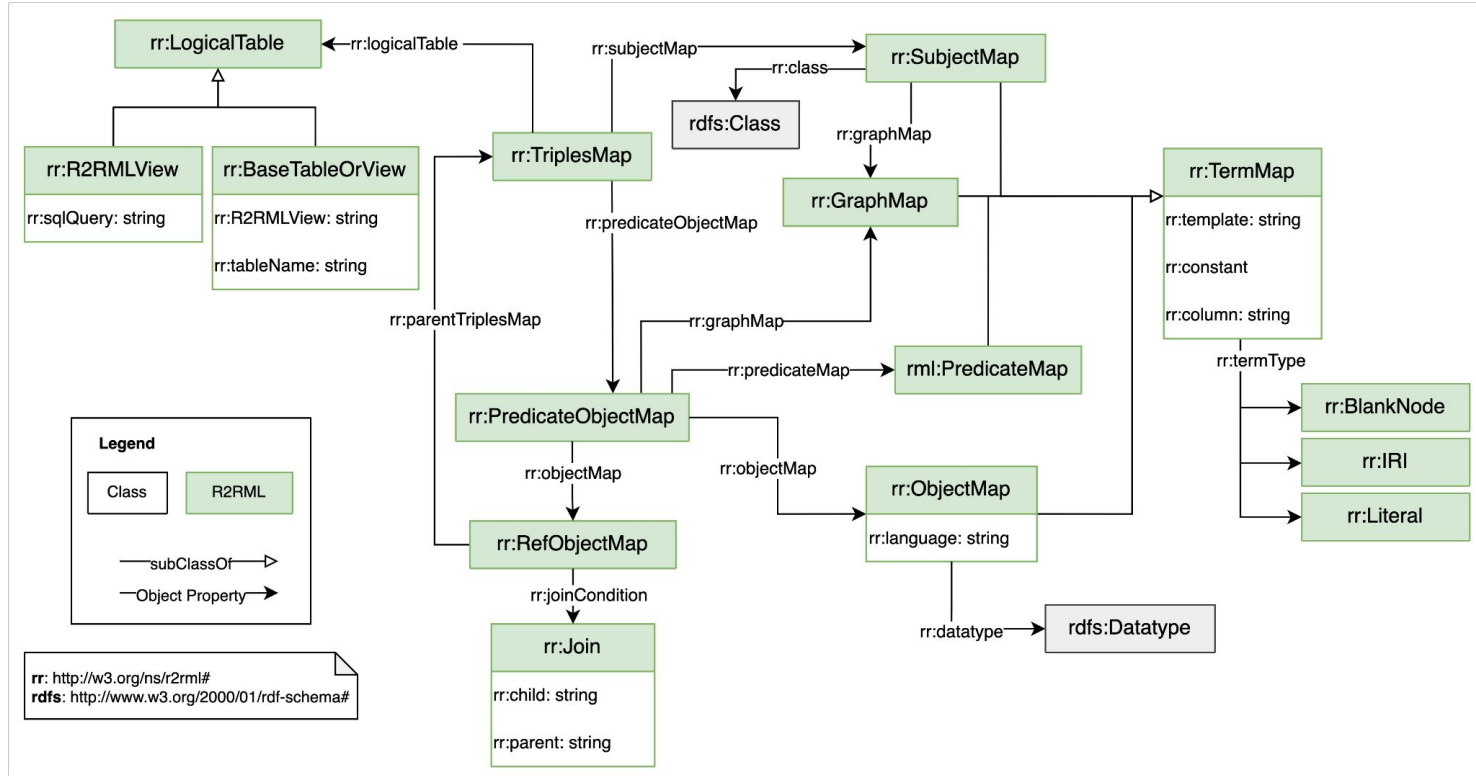 rr:LogicalTable
rr:logicalTable
rr:subjectMap
rr:SubjectMap
rr:class
rdfs:Class
rr:graphMap
rr:TriplesMap
rr:R2RMLView
rr:sqlQuery: string
rr:BaseTableOrView
rr:R2RMLView: string
rr:tableName: string
rr:GraphMap
rr:TermMap
rr:template: string
rr:constant
rr:column: string
rr:predicateObjectMap
rr:parentTriplesMap
rr:graphMap
rr:predicateMap
rml:PredicateMap
rr:termType
rr:BlankNode
rr:IRI
rr:Literal
rr:PredicateObjectMap
rr:objectMap
rr:objectMap
rr:ObjectMap
rr:language: string
rr:RefObjectMap
rr:joinCondition
rr:datatype
rdfs:Datatype
rr:Join
rr:child: string
rr:parent: string
Legend
Class
R2RML
subClassOf
Object Property
rr: http://w3.org/ns/r2rml#
rdfs: http://www.w3.org/2000/01/rdf-schema#